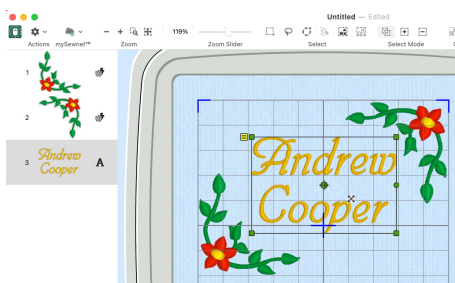 Untitled — Edited
119%
Actions mySewnet™ Zoom Zoom Slider Select Select Mode
1
2
3 Andrew
Cooper
A
Andrew
Cooper